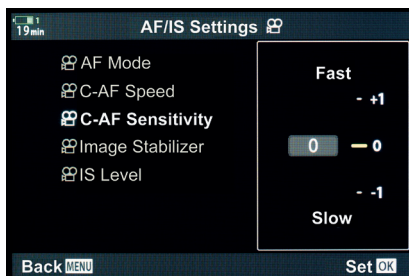 1
19min
AF/IS Settings
AF Mode
C-AF Speed
C-AF Sensitivity
Image Stabilizer
IS Level
Fast
- +1
0 – 0
- -1
Slow
Back MENU
Set OK